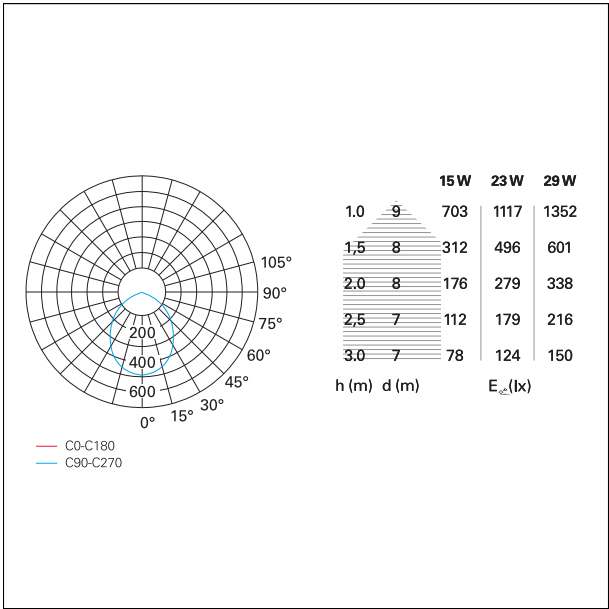 15 W 23 W 29 W
1.0 9 703 1117 1352
1,5 8 312 496 601
2.0 8 176 279 338
2,5 7 112 179 216
3.0 7 78 124 150
h (m) d (m) E (lx)
105°
90°
75°
60°
45°
30°
15°
0°
200
400
600
C0-C180
C90-C270